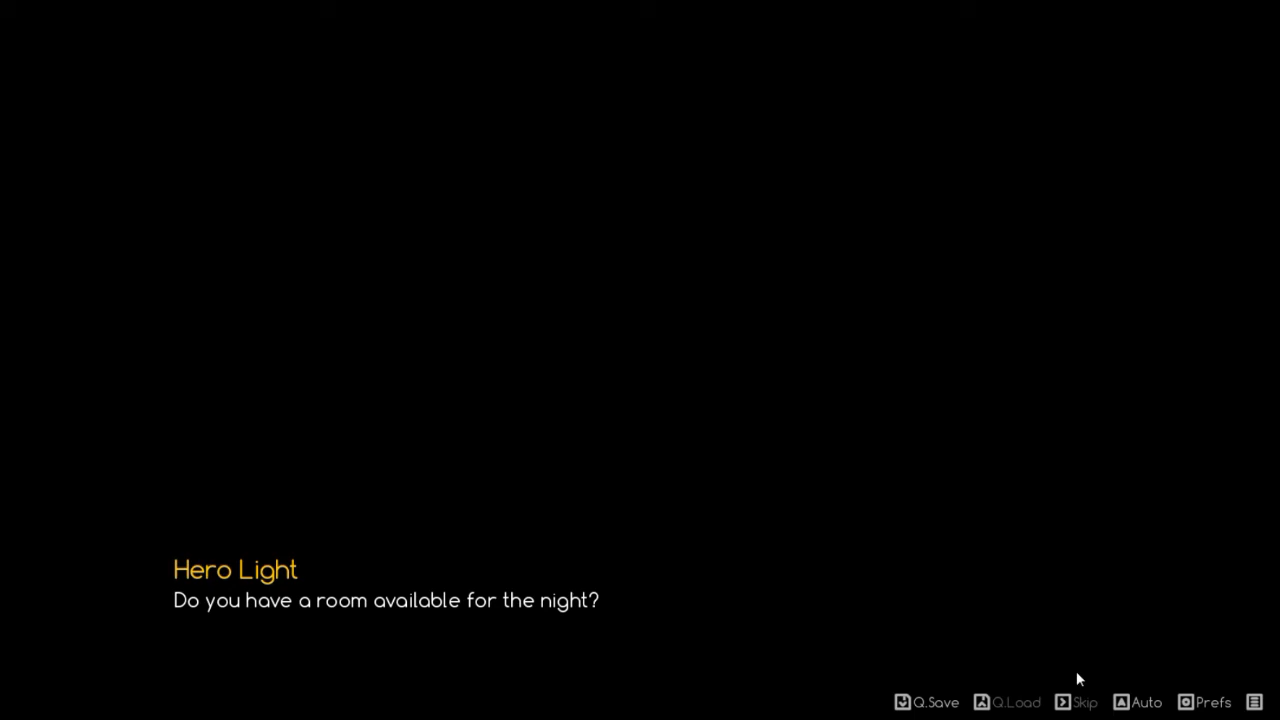 Hero Light
Do you have a room available for the night?
Q.Save Q.Load Skip Auto Prefs